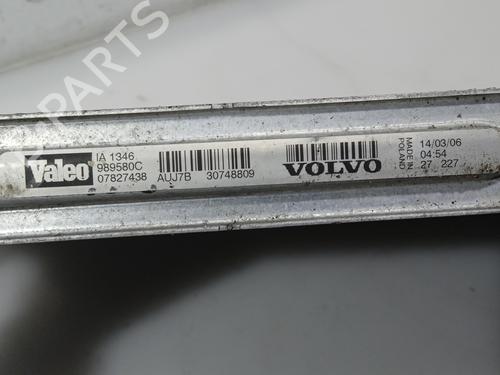 B-PARTS
Valeo
IA 1346
989580C
07827438 AUJ7B 30748809
VOLVO
MADE IN
POLAND
14/03/06
04:54
27 227